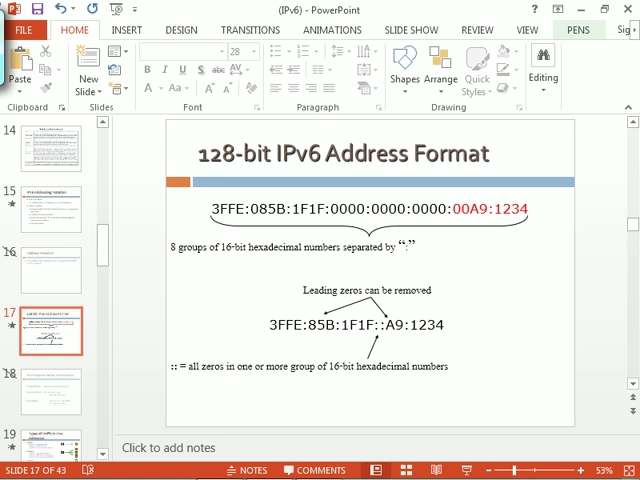 (IPv6) - PowerPoint
FILE HOME INSERT DESIGN TRANSITIONS ANIMATIONS SLIDE SHOW REVIEW VIEW PENS Sig
Paste
New
Slide
28
B I U S abc AV
Aa A A A
Shapes
Arrange
Quick
Styles
Editing
Clipboard
Slides
Font
Paragraph
Drawing
14
15
16
17
18
19
128-bit IPv6 Address Format
3FFE:085B:1F1F:0000:0000:0000:00A9:1234
8 groups of 16-bit hexadecimal numbers separated by “:”
Leading zeros can be removed
3FFE:85B:1F1F::A9:1234
:: = all zeros in one or more group of 16-bit hexadecimal numbers
Click to add notes
SLIDE 17 OF 43
NOTES
COMMENTS
53%